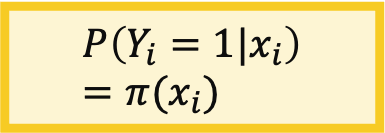 P(Yᵢ = 1|xᵢ)
= π(xᵢ)